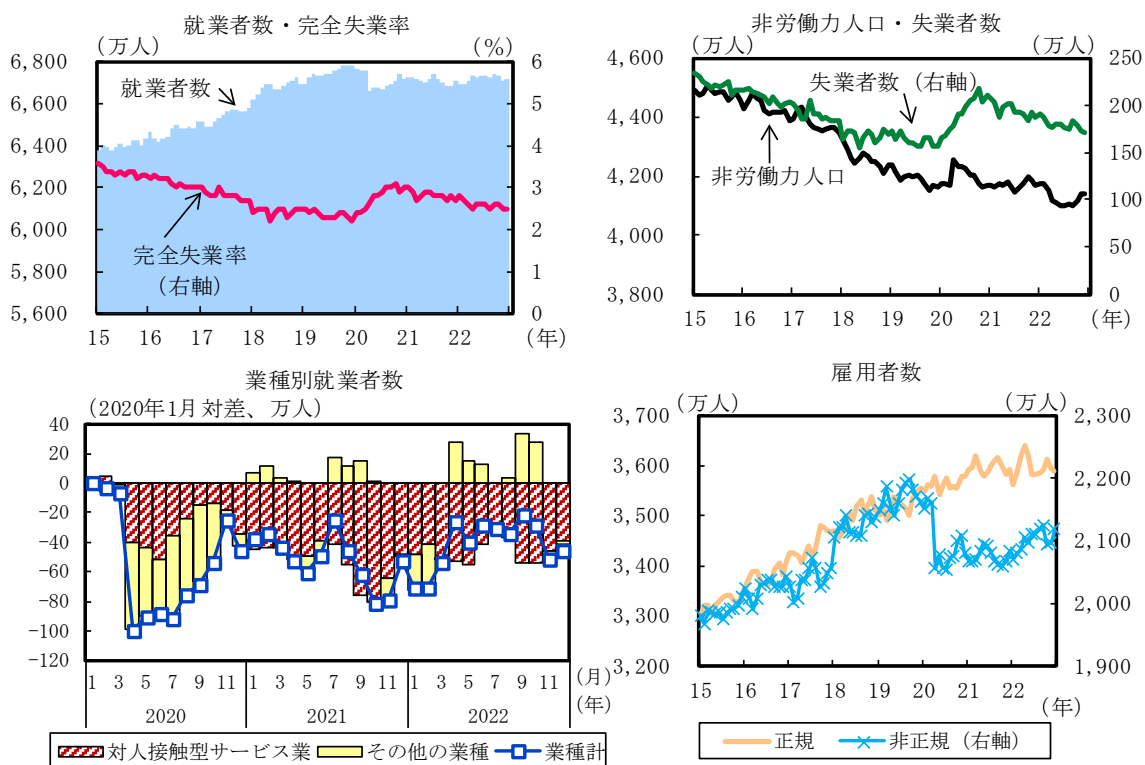 就業者数・完全失業率
（万人）
（%）
6,800
6,600
6,400
6,200
6,000
5,800
5,600
6
5
4
3
2
1
0
就業者数
完全失業率
（右軸）
15 16 17 18 19 20 21 22
（年）
非労働力人口・失業者数
（万人）
（万人）
4,600
4,400
4,200
4,000
3,800
250
200
150
100
50
0
失業者数（右軸）
非労働力人口
15 16 17 18 19 20 21 22
（年）
業種別就業者数
（2020年1月対差、万人）
40
20
0
−20
−40
−60
−80
−100
−120
1 3 5 7 9 11 1 3 5 7 9 11 1 3 5 7 9 11
（月）
2020 2021 2022
（年）
対人接触型サービス業 その他の業種 業種計
雇用者数
（万人）
（万人）
3,700
3,600
3,500
3,400
3,300
3,200
2,300
2,200
2,100
2,000
1,900
15 16 17 18 19 20 21 22
（年）
正規 非正規（右軸）